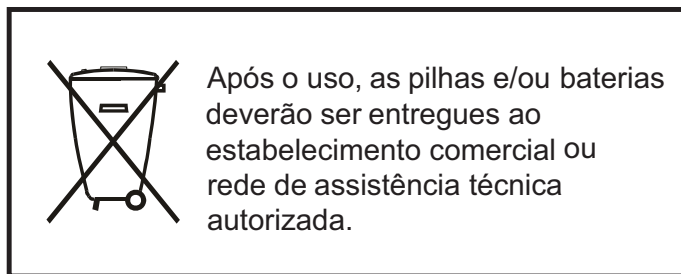 Após o uso, as pilhas e/ou baterias
deverão ser entregues ao
estabelecimento comercial ou
rede de assistência técnica
autorizada.